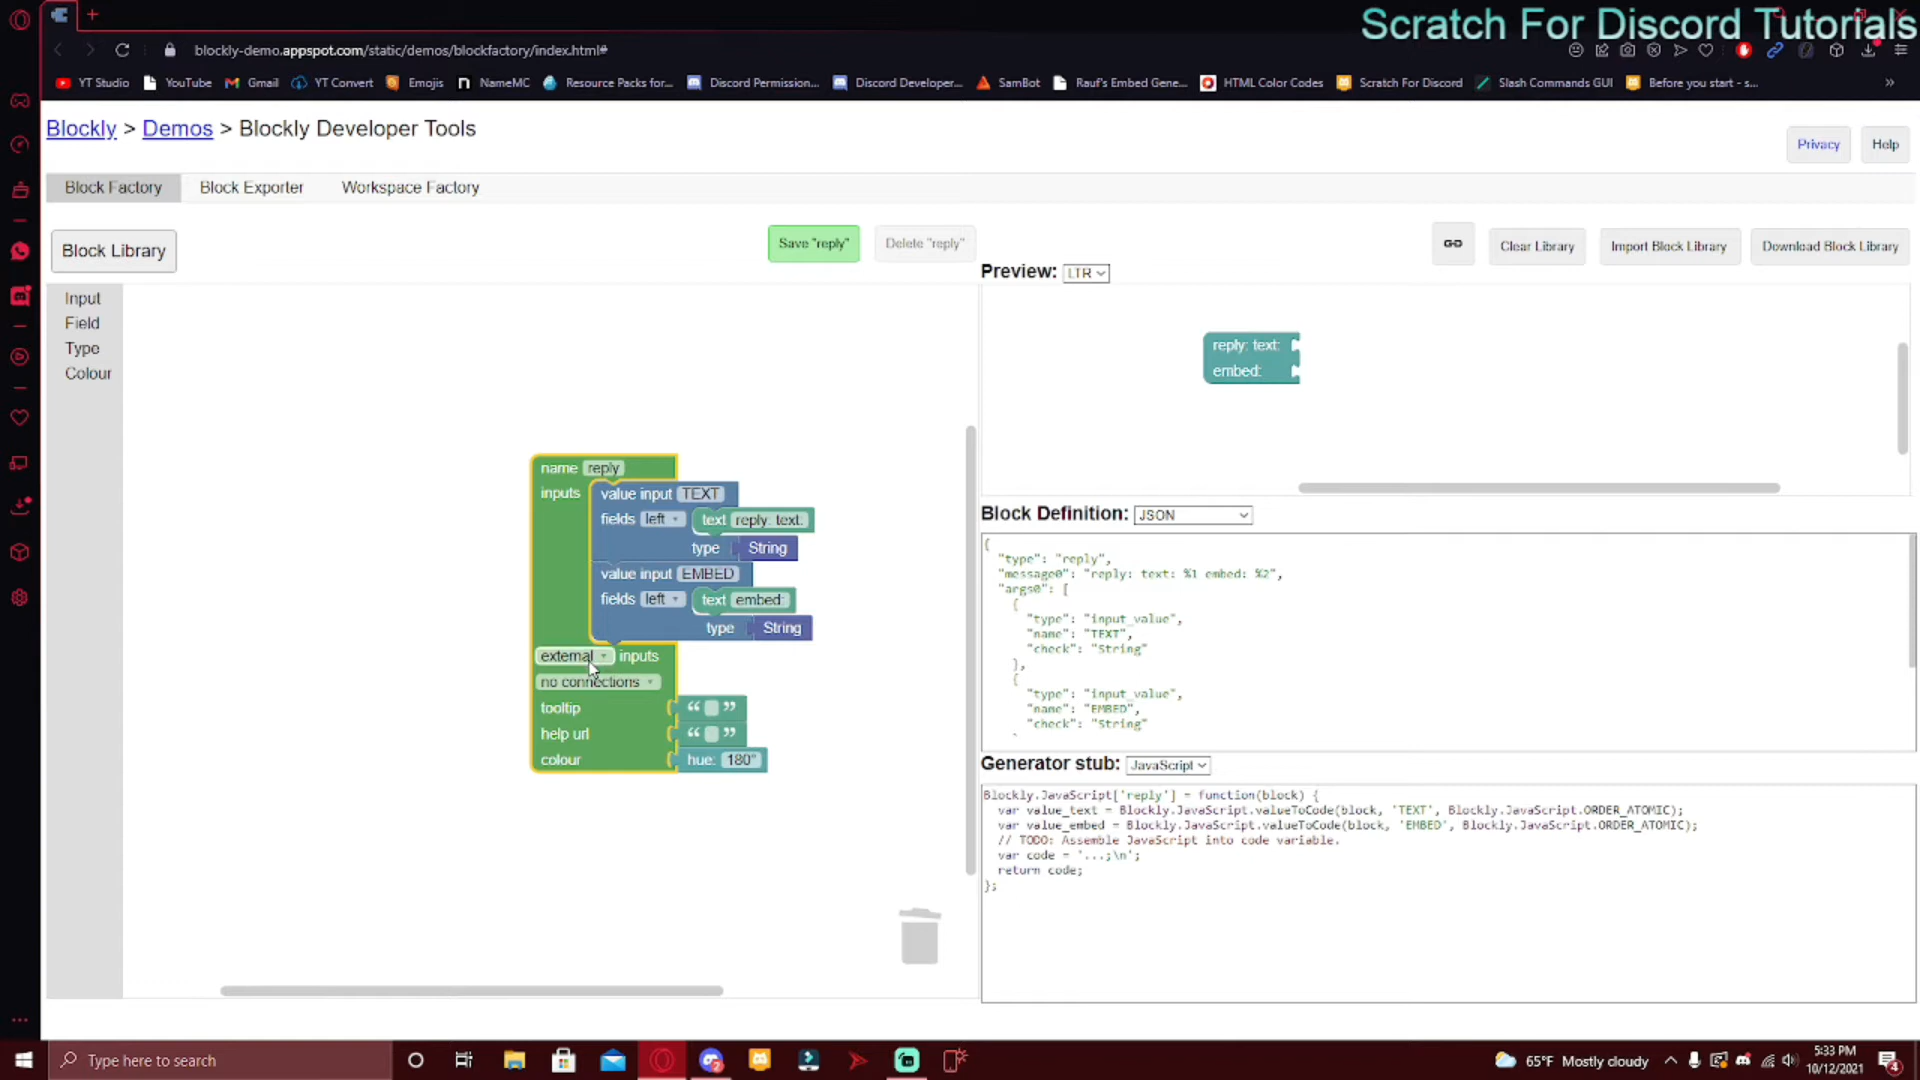 Scratch For Discord Tutorials
blockly-demo.appspot.com/static/demos/blockfactory/index.html#
YT Studio YouTube Gmail YT Convert Emojis NameMC Resource Packs for... Discord Permission... Discord Developer... SamBot Rauf's Embed Gene... HTML Color Codes Scratch For Discord Slash Commands GUI Before you start - s... »
Blockly > Demos > Blockly Developer Tools
Privacy Help
Block Factory Block Exporter Workspace Factory
Block Library Save "reply" Delete "reply" Clear Library Import Block Library Download Block Library
Preview: LTR
Input
Field
Type
Colour
reply: text:
embed:
name reply
inputs value input TEXT
fields left text reply: text:
type String
value input EMBED
fields left text embed:
type String
external inputs
no connections
tooltip “ ”
help url “ ”
colour hue: 180°
Block Definition: JSON
{
"type": "reply",
"message0": "reply: text: %1 embed: %2",
"args0": [
{
"type": "input_value",
"name": "TEXT",
"check": "String"
},
{
"type": "input_value",
"name": "EMBED",
"check": "String"
Generator stub: JavaScript
Blockly.JavaScript['reply'] = function(block) {
var value_text = Blockly.JavaScript.valueToCode(block, 'TEXT', Blockly.JavaScript.ORDER_ATOMIC);
var value_embed = Blockly.JavaScript.valueToCode(block, 'EMBED', Blockly.JavaScript.ORDER_ATOMIC);
// TODO: Assemble JavaScript into code variable.
var code = '...;\n';
return code;
};
Type here to search
65°F Mostly cloudy
5:33 PM
10/12/2021
4